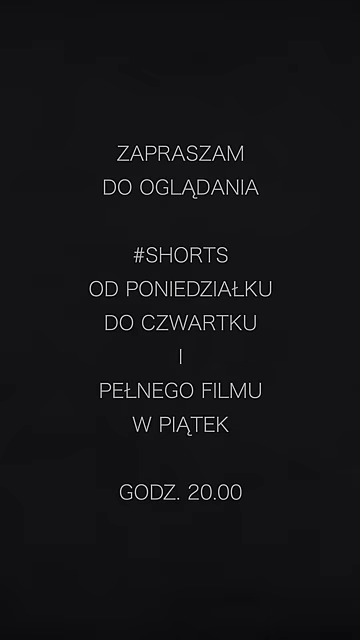 ZAPRASZAM
DO OGLĄDANIA
#SHORTS
OD PONIEDZIAŁKU
DO CZWARTKU
I
PEŁNEGO FILMU
W PIĄTEK
GODZ. 20.00